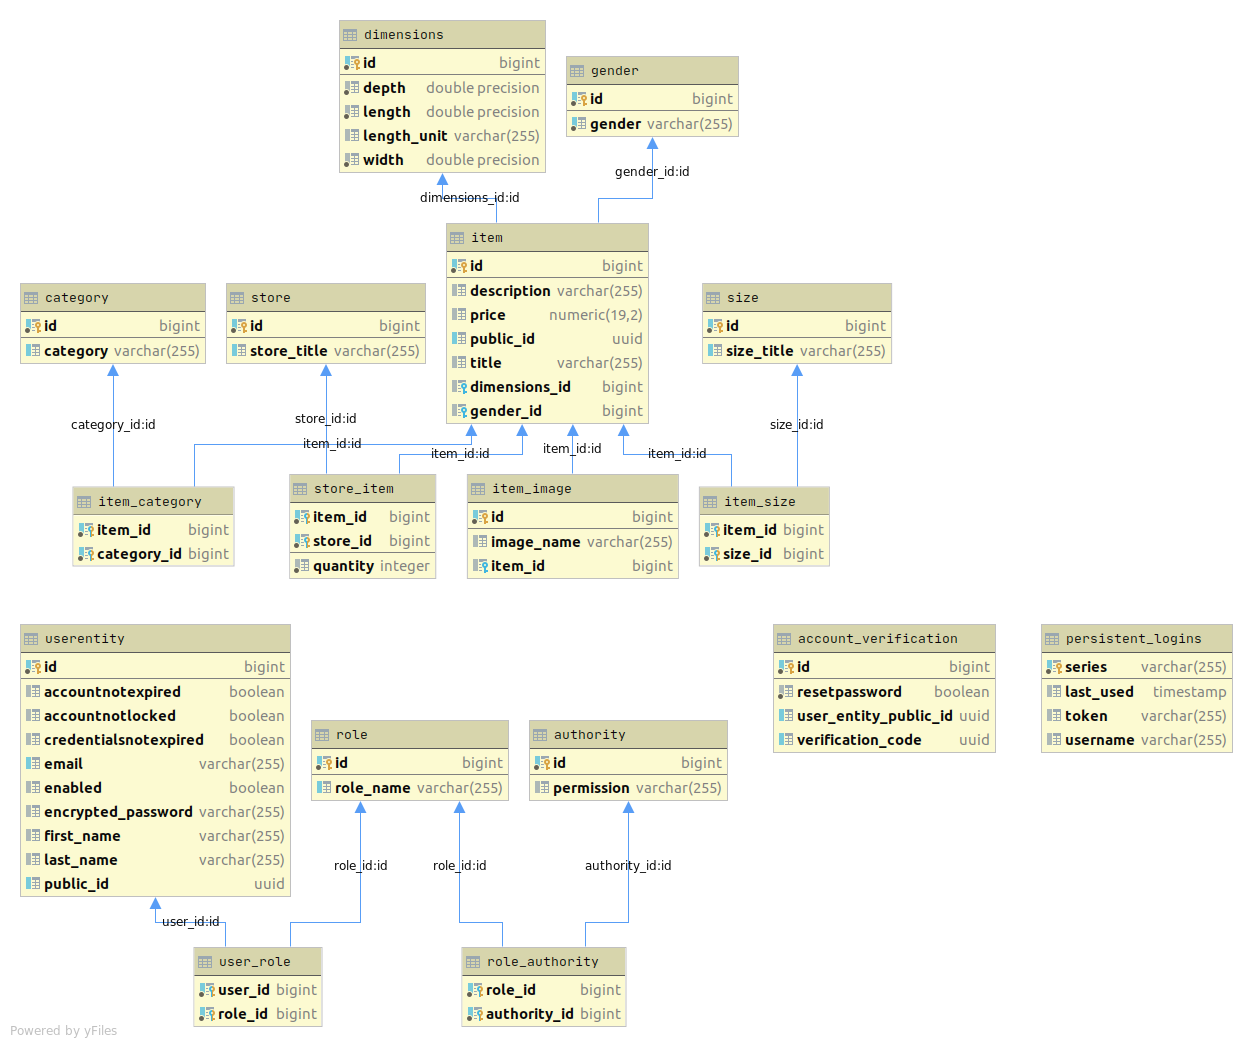 dimensions
id bigint
depth double precision
length double precision
length_unit varchar(255)
width double precision
gender
id bigint
gender varchar(255)
dimensions_id:id
gender_id:id
item
id bigint
description varchar(255)
price numeric(19,2)
public_id uuid
title varchar(255)
dimensions_id bigint
gender_id bigint
category
id bigint
category varchar(255)
store
id bigint
store_title varchar(255)
size
id bigint
size_title varchar(255)
category_id:id
store_id:id
item_id:id
item_id:id
item_id:id
item_id:id
size_id:id
item_category
item_id bigint
category_id bigint
store_item
item_id bigint
store_id bigint
quantity integer
item_image
id bigint
image_name varchar(255)
item_id bigint
item_size
item_id bigint
size_id bigint
userentity
id bigint
accountnotexpired boolean
accountnotlocked boolean
credentialsnotexpired boolean
email varchar(255)
enabled boolean
encrypted_password varchar(255)
first_name varchar(255)
last_name varchar(255)
public_id uuid
role
id bigint
role_name varchar(255)
authority
id bigint
permission varchar(255)
account_verification
id bigint
resetpassword boolean
user_entity_public_id uuid
verification_code uuid
persistent_logins
series varchar(255)
last_used timestamp
token varchar(255)
username varchar(255)
role_id:id
role_id:id
authority_id:id
user_id:id
user_role
user_id bigint
role_id bigint
role_authority
role_id bigint
authority_id bigint
Powered by yFiles